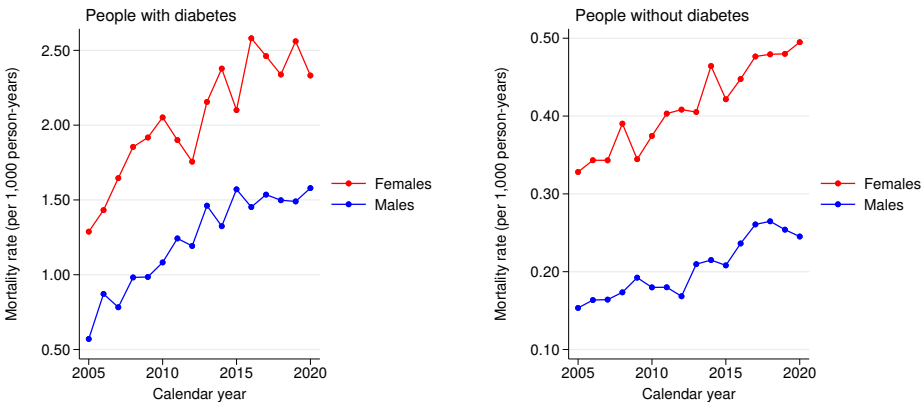 People with diabetes
Mortality rate (per 1,000 person-years)
2.50
2.00
1.50
1.00
0.50
2005
2010
2015
2020
Calendar year
Females
Males
People without diabetes
Mortality rate (per 1,000 person-years)
0.50
0.40
0.30
0.20
0.10
2005
2010
2015
2020
Calendar year
Females
Males